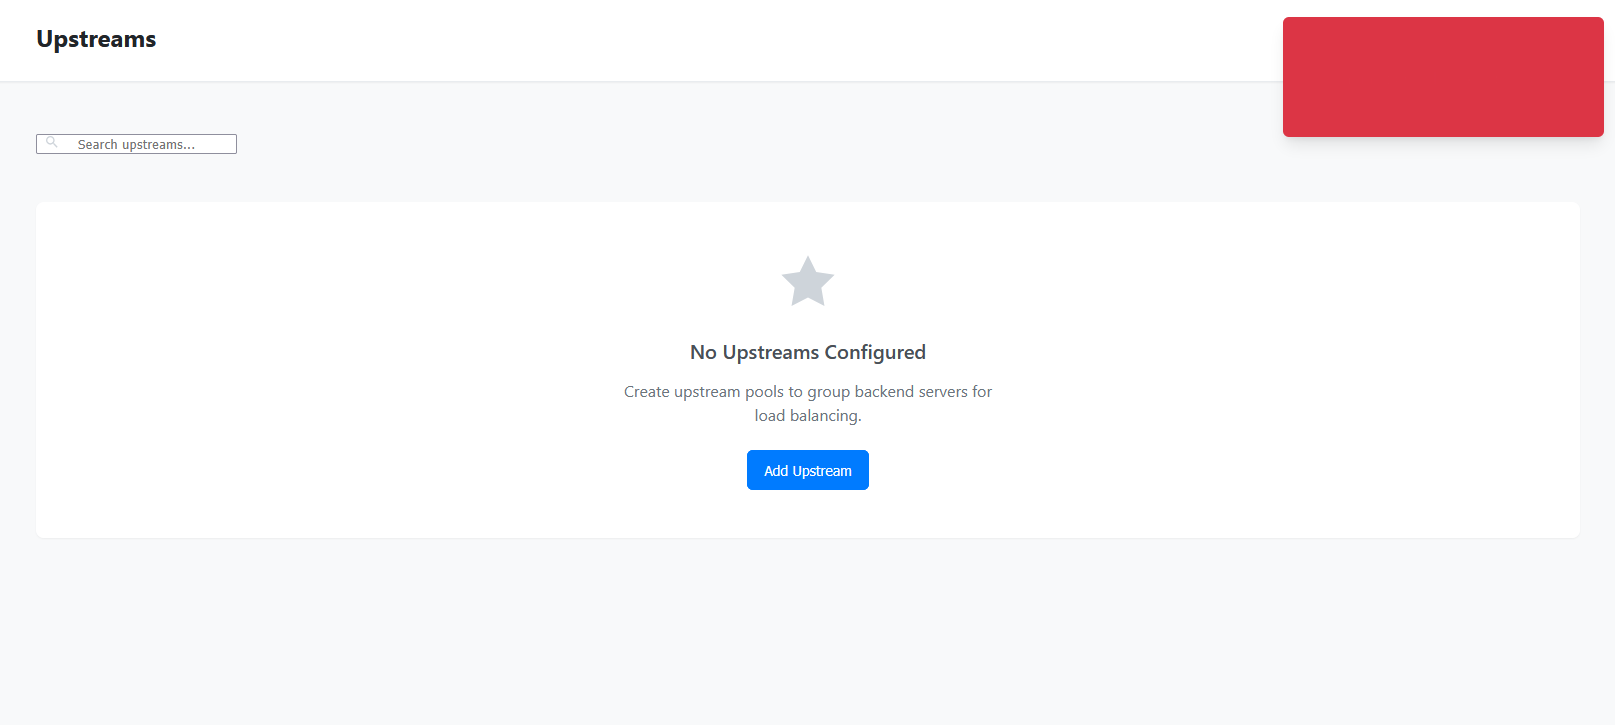 Upstreams
Search upstreams...
No Upstreams Configured
Create upstream pools to group backend servers for
load balancing.
Add Upstream